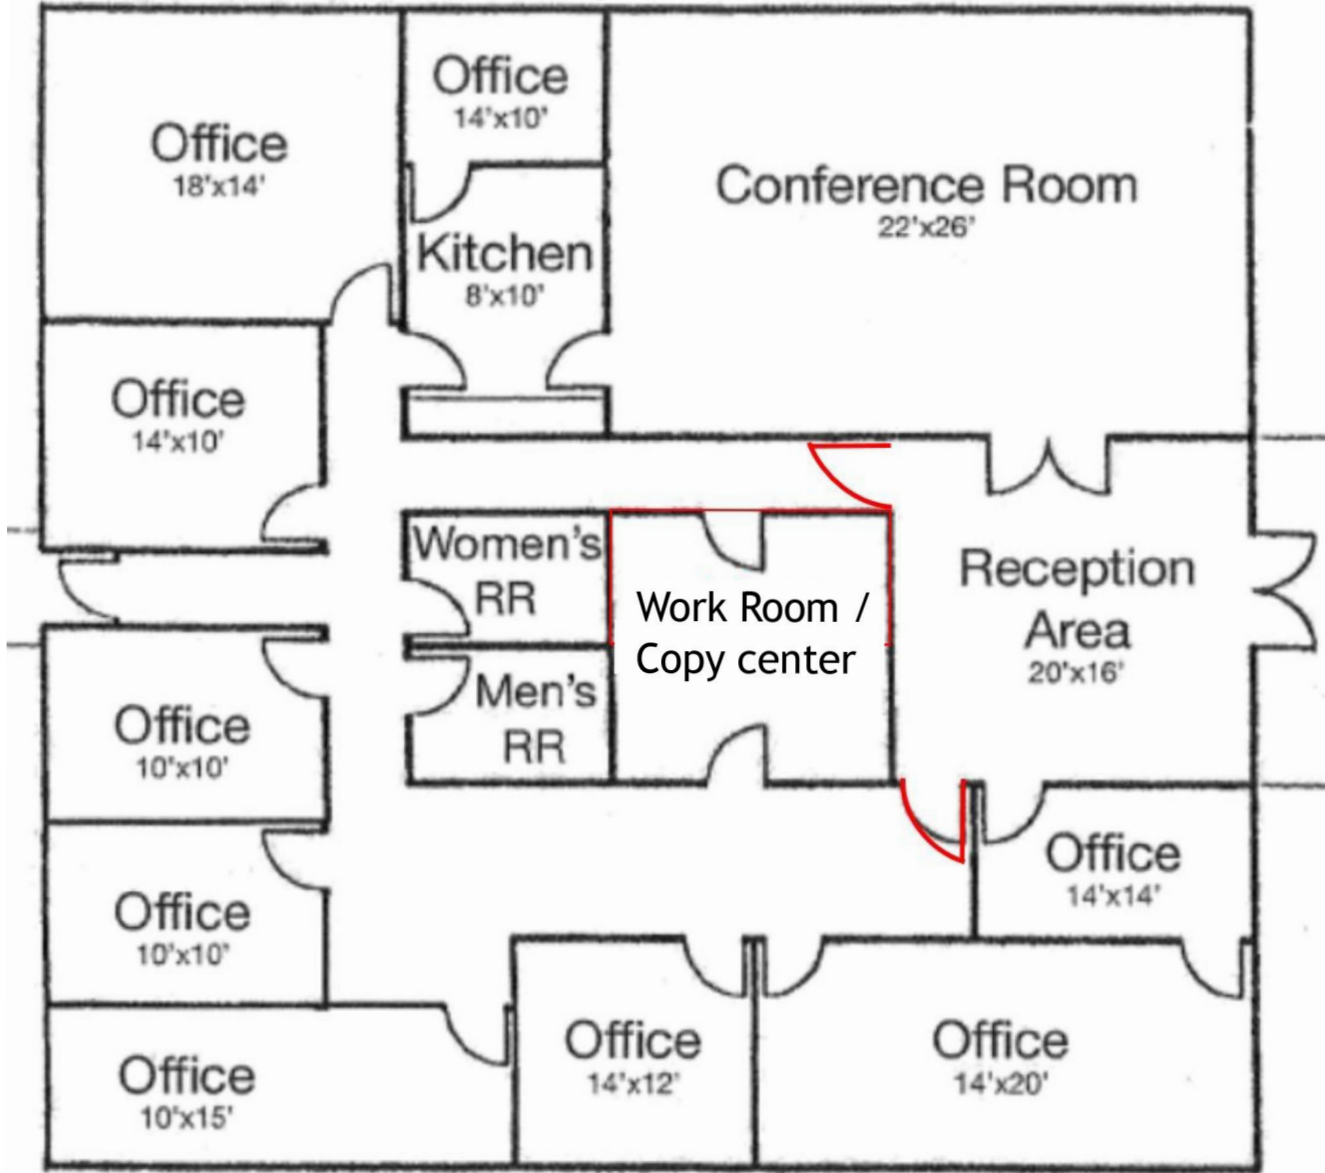 Office
18'x14'
Office
14'x10'
Conference Room
22'x26'
Kitchen
8'x10'
Office
14'x10'
Women's
RR
Work Room /
Copy center
Reception
Area
20'x16'
Men's
RR
Office
10'x10'
Office
14'x14'
Office
10'x10'
Office
10'x15'
Office
14'x12'
Office
14'x20'